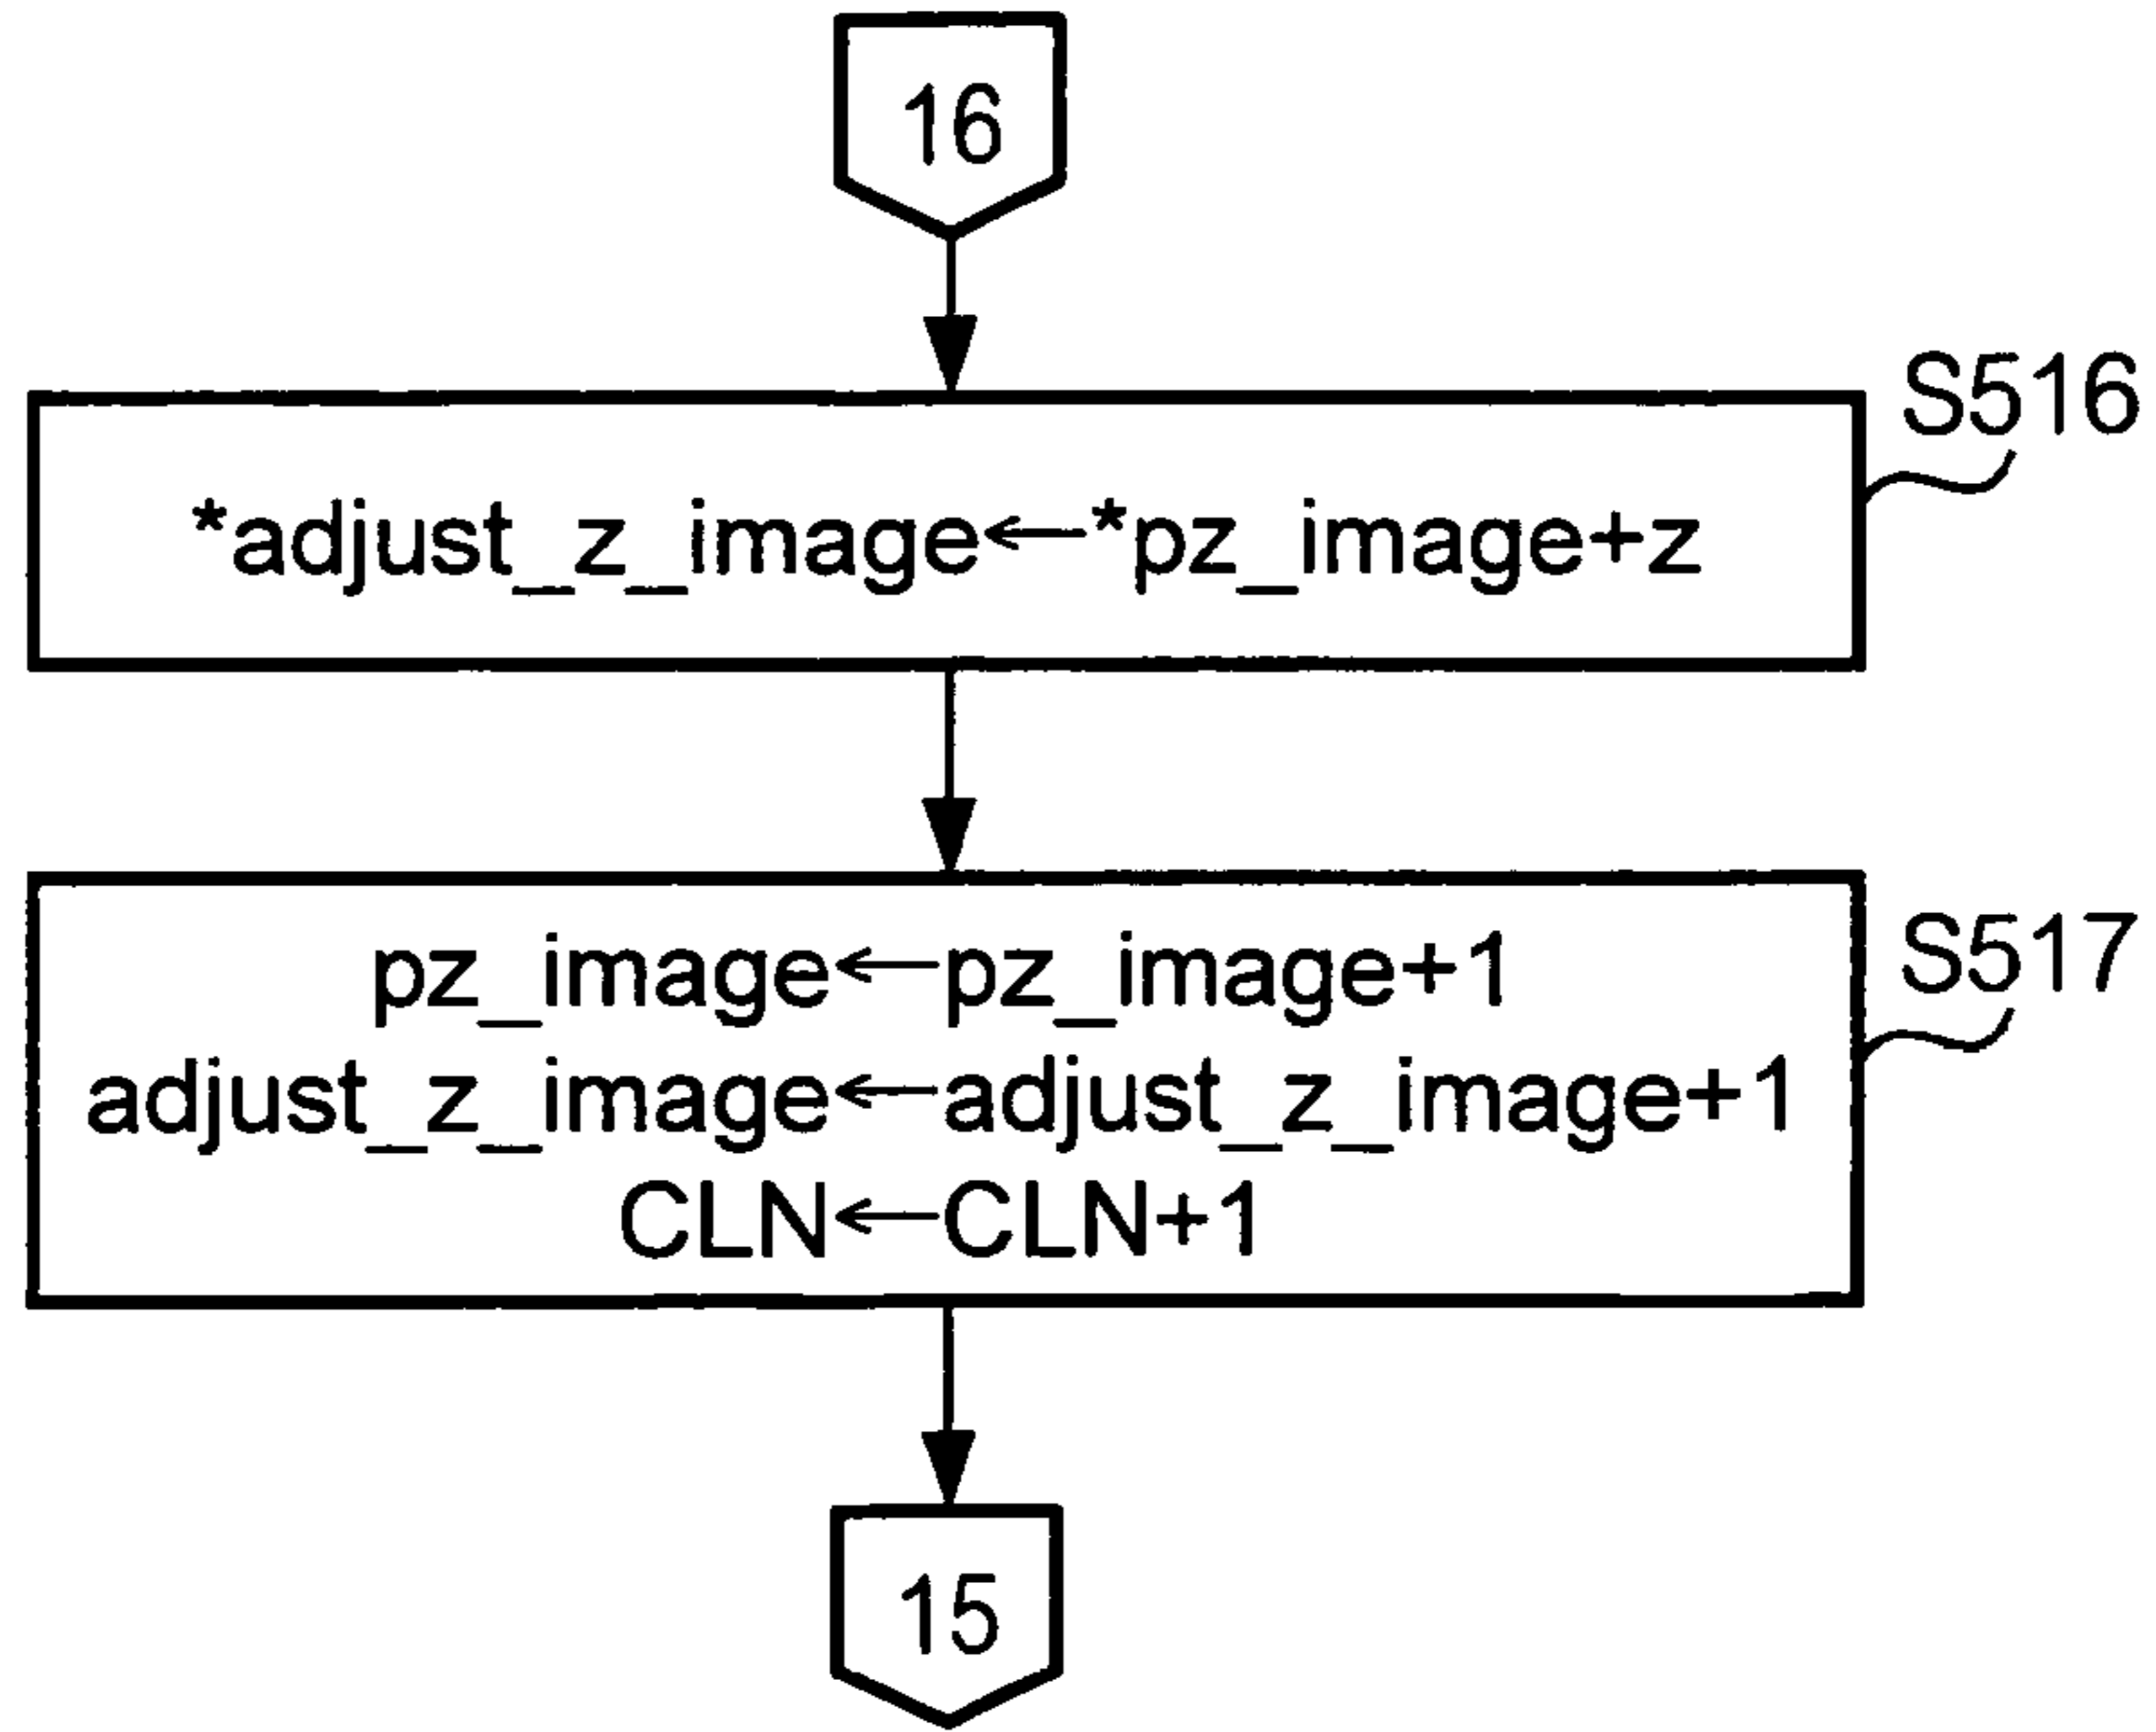 16
S516
*adjust_z_image←*pz_image+z
S517
pz_image←pz_image+1
adjust_z_image←adjust_z_image+1
CLN←CLN+1
15